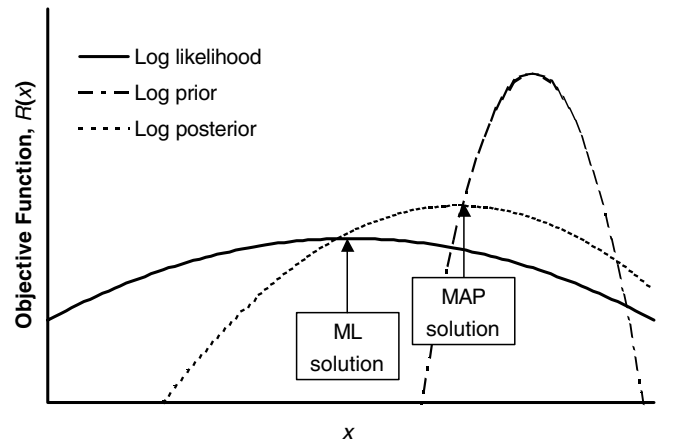 Objective Function, R(x)
Log likelihood
Log prior
Log posterior
ML
solution
MAP
solution
x